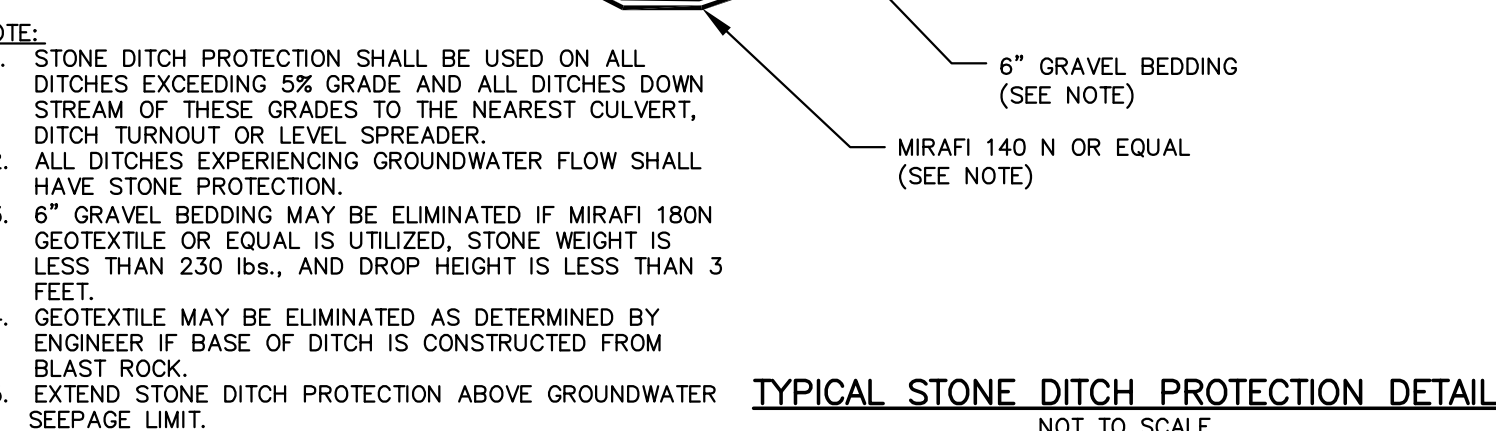 OTE:
. STONE DITCH PROTECTION SHALL BE USED ON ALL
DITCHES EXCEEDING 5% GRADE AND ALL DITCHES DOWN
STREAM OF THESE GRADES TO THE NEAREST CULVERT,
DITCH TURNOUT OR LEVEL SPREADER.
2. ALL DITCHES EXPERIENCING GROUNDWATER FLOW SHALL
HAVE STONE PROTECTION.
3. 6" GRAVEL BEDDING MAY BE ELIMINATED IF MIRAFI 180N
GEOTEXTILE OR EQUAL IS UTILIZED, STONE WEIGHT IS
LESS THAN 230 lbs., AND DROP HEIGHT IS LESS THAN 3
FEET.
4. GEOTEXTILE MAY BE ELIMINATED AS DETERMINED BY
ENGINEER IF BASE OF DITCH IS CONSTRUCTED FROM
BLAST ROCK.
5. EXTEND STONE DITCH PROTECTION ABOVE GROUNDWATER
SEEPAGE LIMIT.
6" GRAVEL BEDDING
(SEE NOTE)
MIRAFI 140 N OR EQUAL
(SEE NOTE)
TYPICAL STONE DITCH PROTECTION DETAIL
NOT TO SCALE